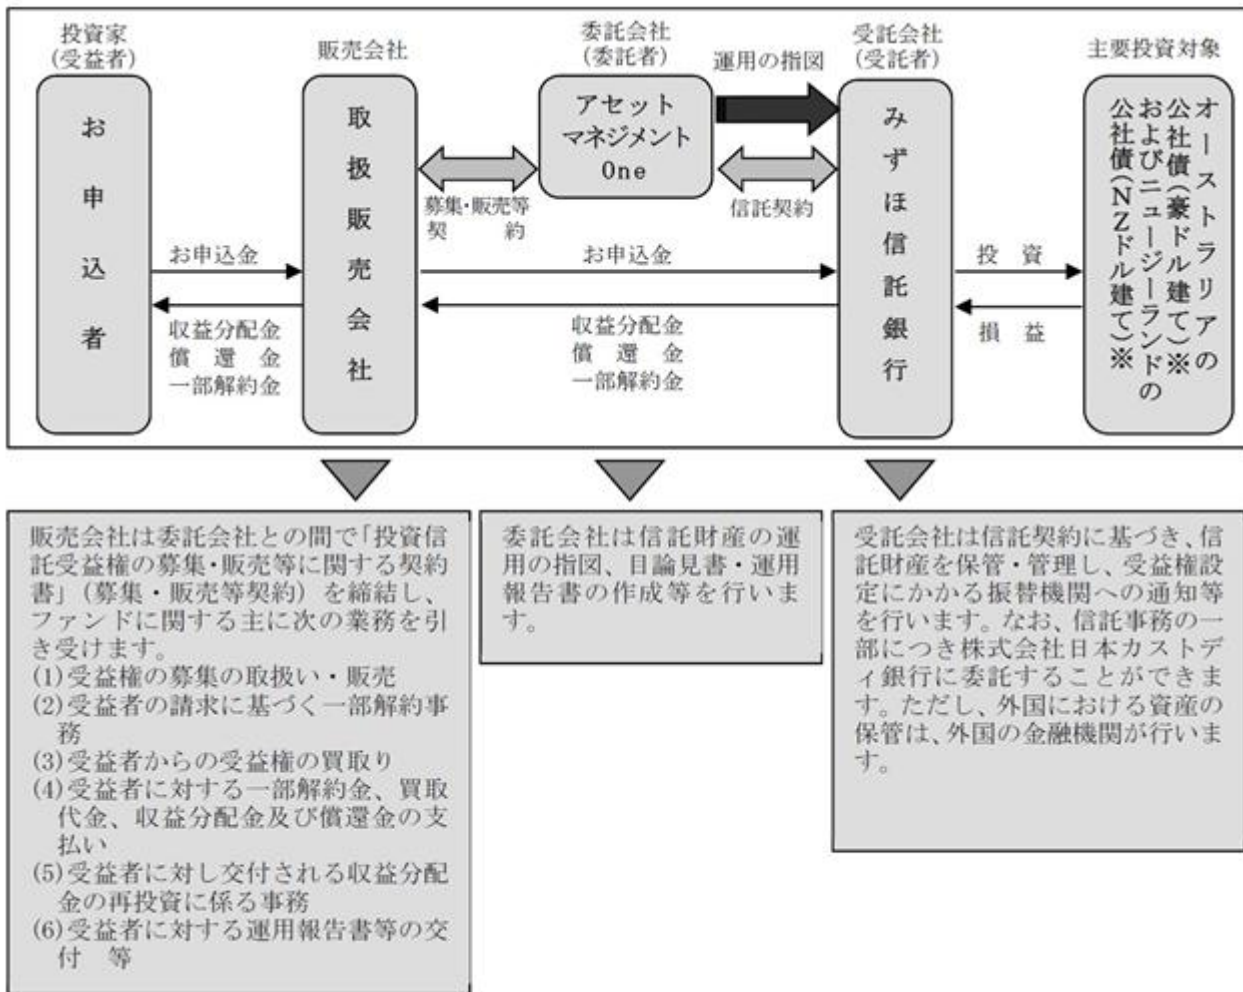 投資家
(受益者)
販売会社
委託会社
(委託者)
運用の指図
受託会社
(受託者)
主要投資対象
お申込者
取扱販売会社
アセット
マネジメント
One
みずほ信託銀行
オーストラリアの
公社債(豪ドル建て)※
およびニュージーランドの
公社債(NZドル建て)※
募集・販売等
契　約
信託契約
お申込金
お申込金
投　資
収益分配金
償　還　金
一部解約金
収益分配金
償　還　金
一部解約金
損　益
販売会社は委託会社との間で「投資信
託受益権の募集・販売等に関する契約
書」(募集・販売等契約)を締結し、
ファンドに関する主に次の業務を引
き受けます。
(1)受益権の募集の取扱い・販売
(2)受益者の請求に基づく一部解約事
務
(3)受益者からの受益権の買取り
(4)受益者に対する一部解約金、買取
代金、収益分配金及び償還金の支
払い
(5)受益者に対し交付される収益分配
金の再投資に係る事務
(6)受益者に対する運用報告書等の交
付　等
委託会社は信託財産の運
用の指図、目論見書・運用
報告書の作成等を行いま
す。
受託会社は信託契約に基づき、信
託財産を保管・管理し、受益権設
定にかかる振替機関への通知等
を行います。なお、信託事務の一
部につき株式会社日本カストデ
ィ銀行に委託することができま
す。ただし、外国における資産の
保管は、外国の金融機関が行いま
す。